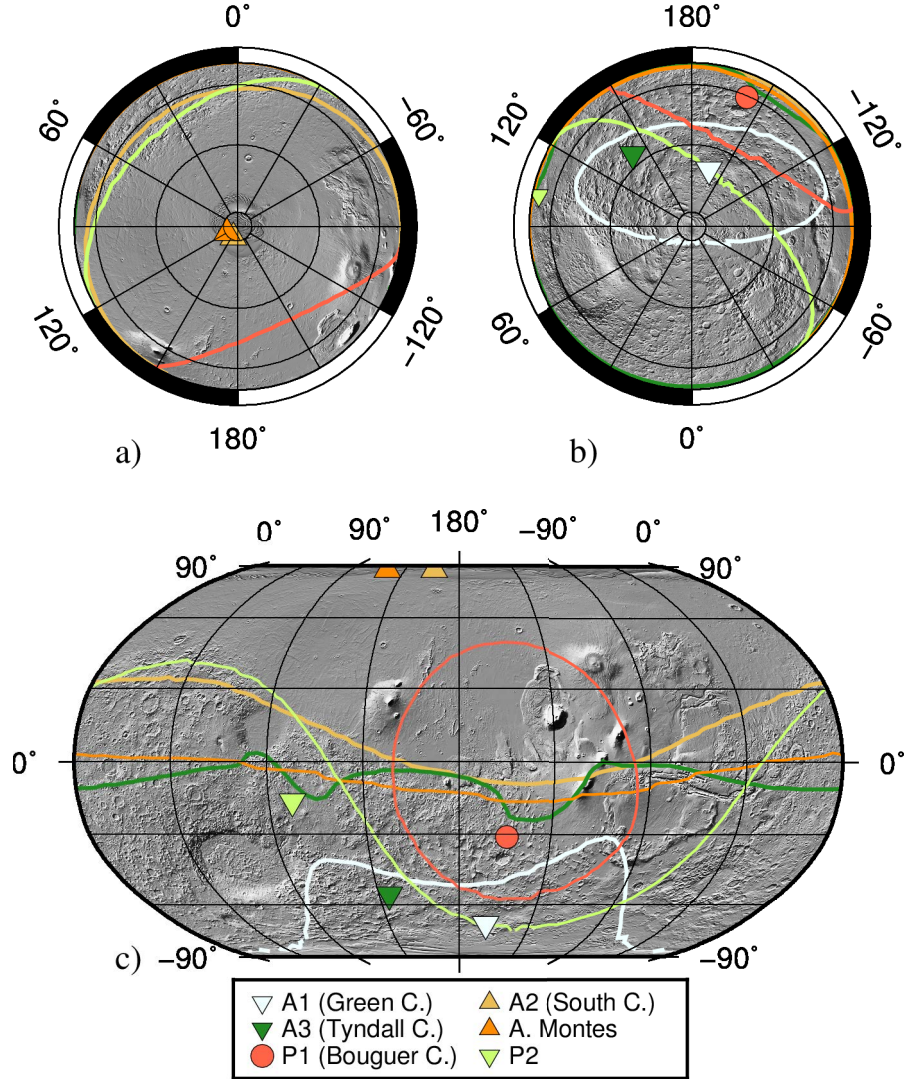 0° 180°
60° -60° 120° -120°
120° -120° 60° -60°
180° 0°
a) b)
0° 90° 180° -90° 0°
90° 90°
0° 0°
c) -90° -90°
A1 (Green C.) A2 (South C.)
A3 (Tyndall C.) A. Montes
P1 (Bouguer C.) P2